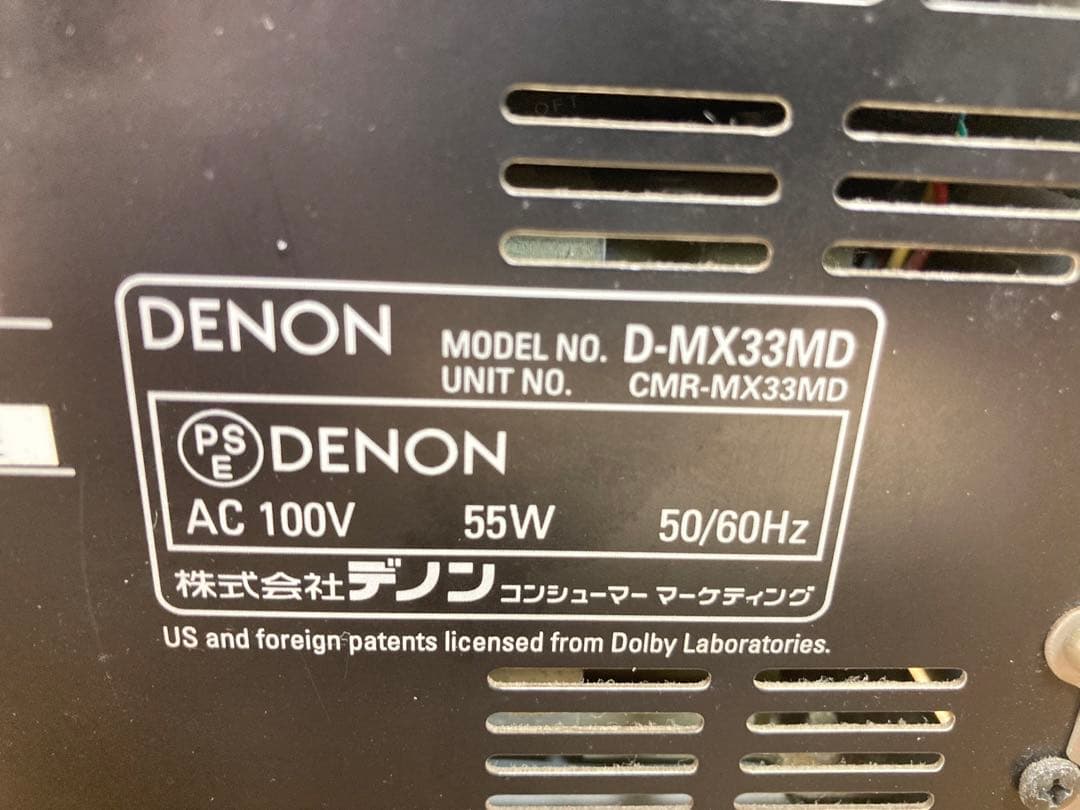 DENON
MODEL NO. D-MX33MD
UNIT NO. CMR-MX33MD
PSE DENON
AC 100V 55W 50/60Hz
株式会社デノン コンシューマー マーケティング
US and foreign patents licensed from Dolby Laboratories.